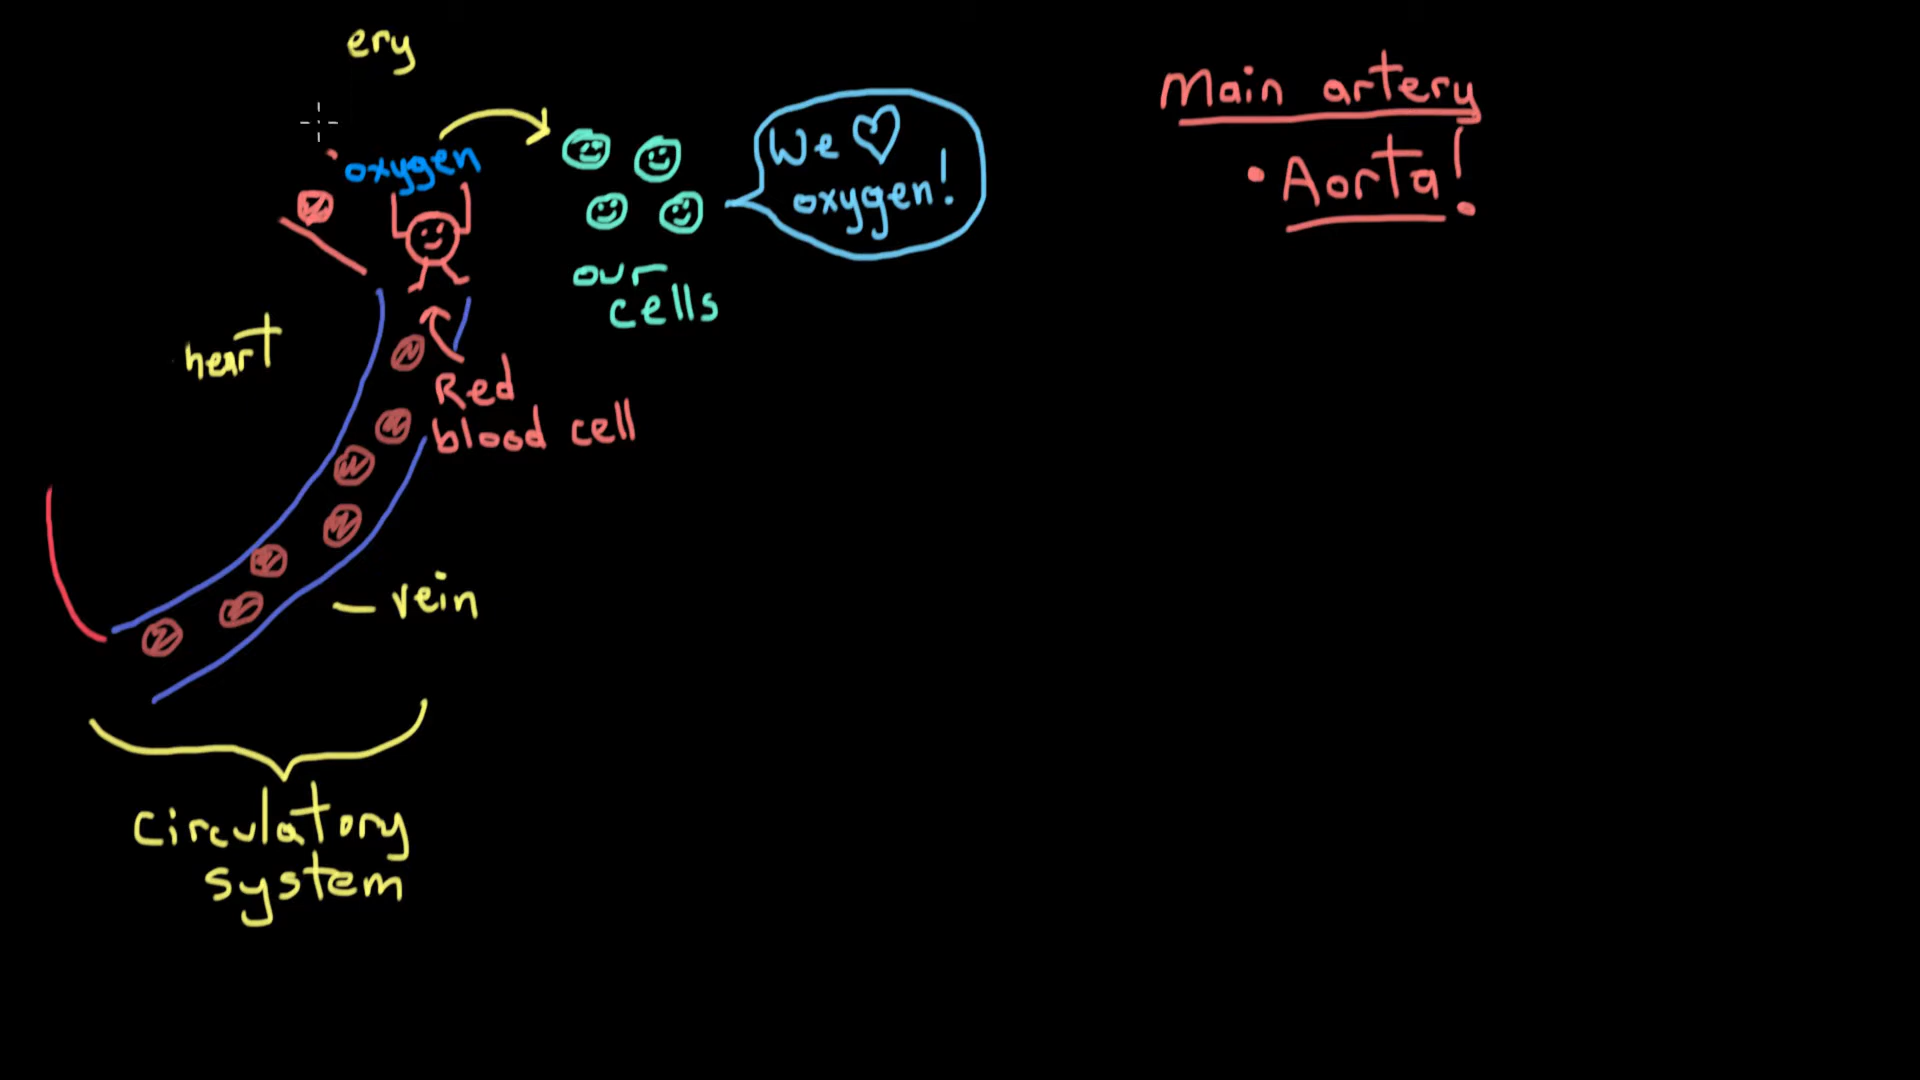 ery
oxygen
We ♡
oxygen!
our
cells
heart
Red
blood cell
vein
Circulatory
system
Main artery
• Aorta!